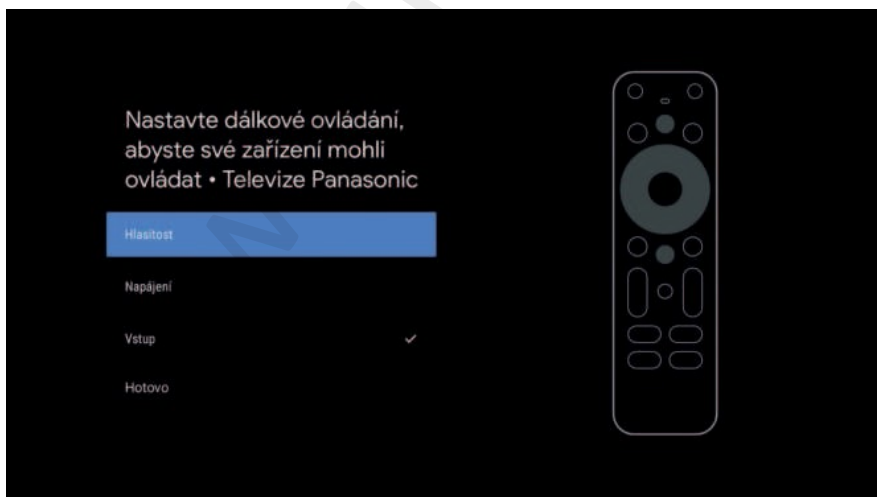 Nastavte dálkové ovládání,
abyste své zařízení mohli
ovládat • Televize Panasonic
Hlasitost
Napájení
Vstup
Hotovo